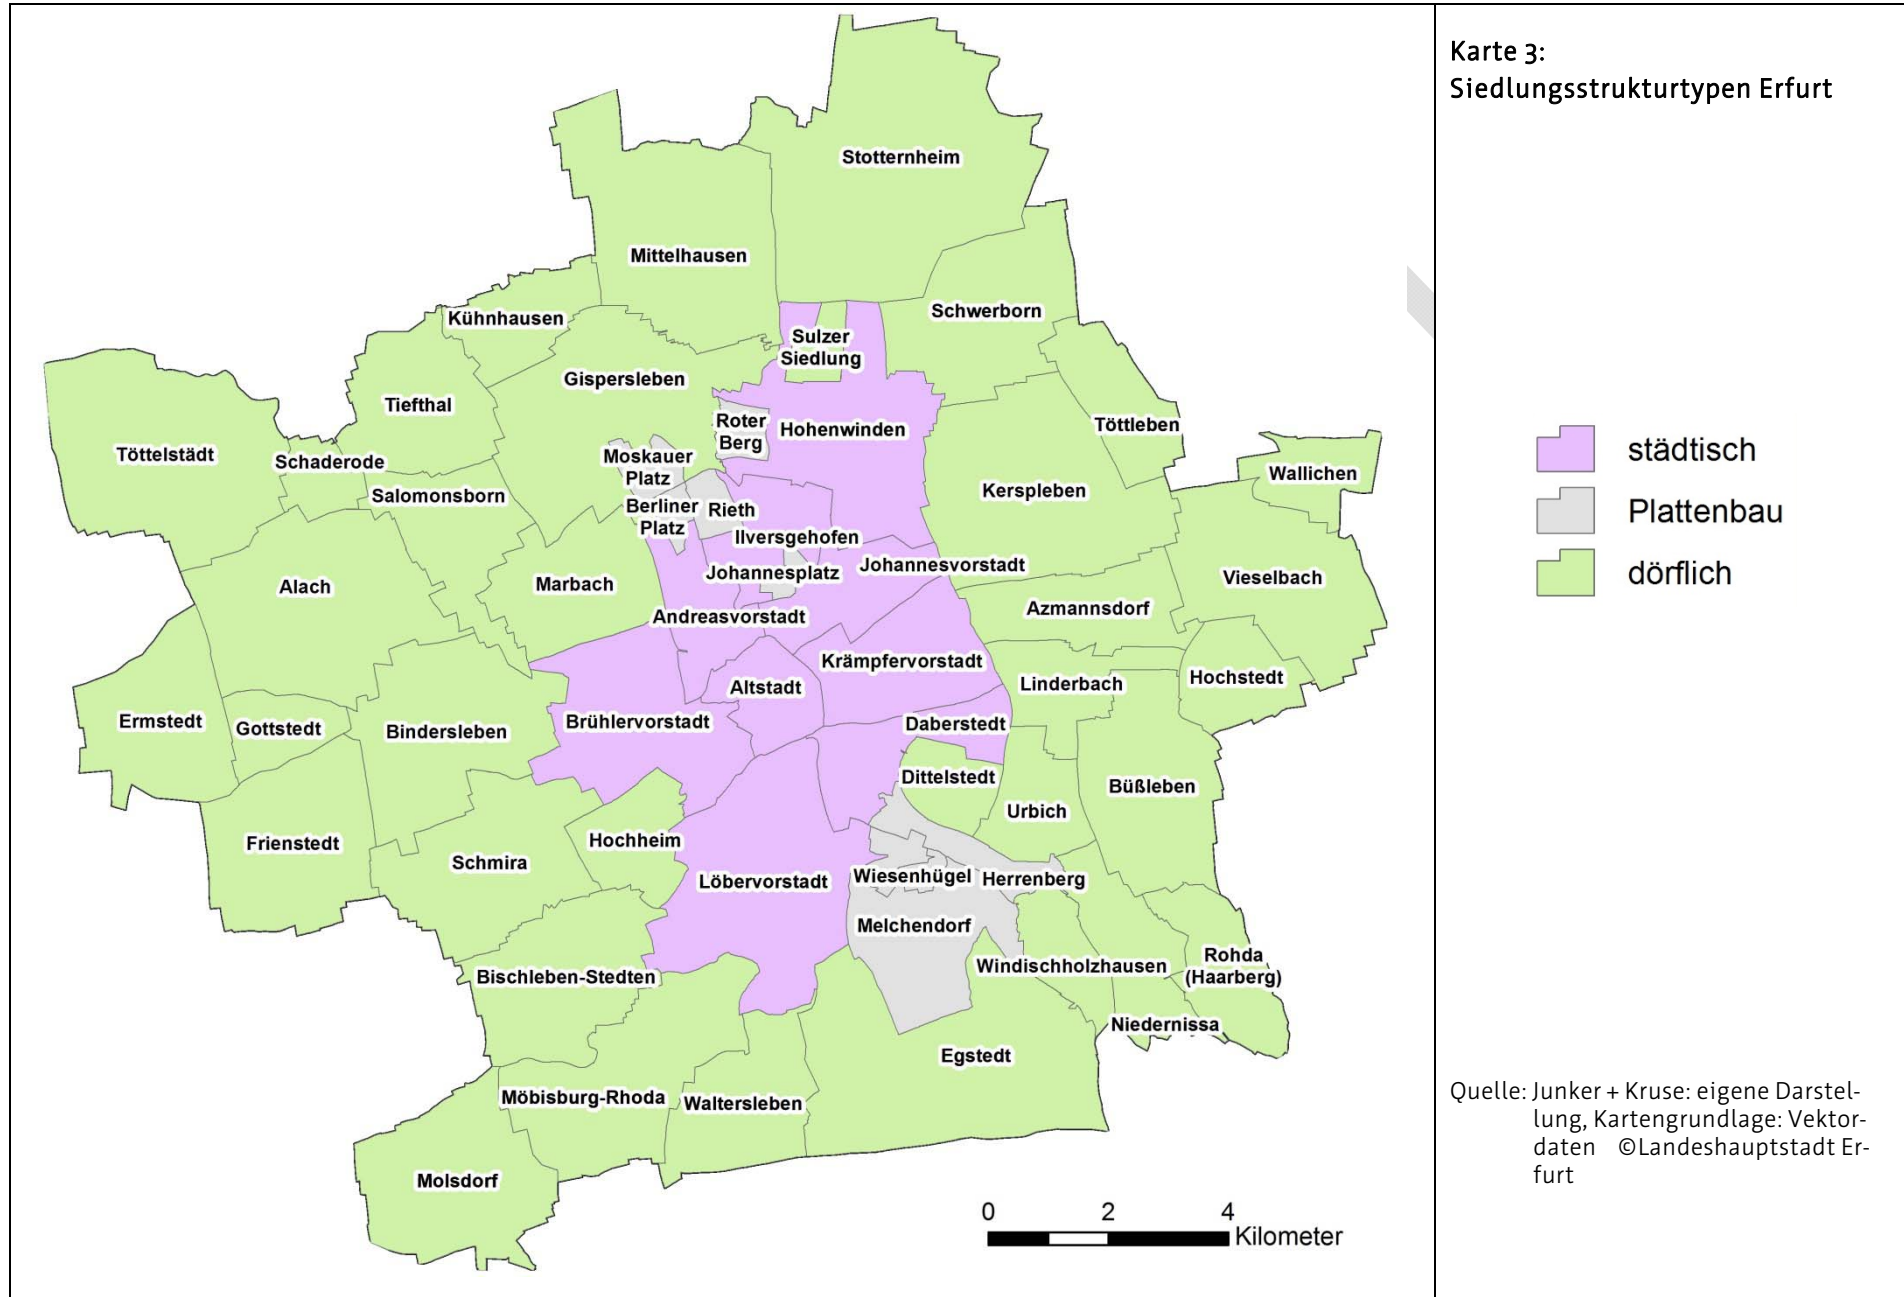 Karte 3:
Siedlungsstrukturtypen Erfurt
Stotternheim
Mittelhausen
Schwerborn
Kühnhausen
Sulzer
Siedlung
Gispersleben
Tiefthal
Töttleben
Roter
Berg
Hohenwinden
Töttelstädt
Schaderode
Moskauer
Platz
Wallichen
Salomonsborn
Kerspleben
Berliner
Platz
Rieth
Ilversgehofen
Johannesvorstadt
Johannesplatz
Vieselbach
Alach
Marbach
Azmannsdorf
Andreasvorstadt
Krämpfervorstadt
Hochstedt
Linderbach
Altstadt
Ermstedt
Gottstedt
Bindersleben
Brühlervorstadt
Daberstedt
Dittelstedt
Büßleben
Urbich
Frienstedt
Hochheim
Schmira
Löbervorstadt
Wiesenhügel
Herrenberg
Melchendorf
Rohda
(Haarberg)
Windischholzhausen
Bischleben-Stedten
Niedernissa
Egstedt
Möbisburg-Rhoda
Waltersleben
Molsdorf
0 2 4
Kilometer
städtisch
Plattenbau
dörflich
Quelle: Junker + Kruse: eigene Darstel-
lung, Kartengrundlage: Vektor-
daten ©Landeshauptstadt Er-
furt